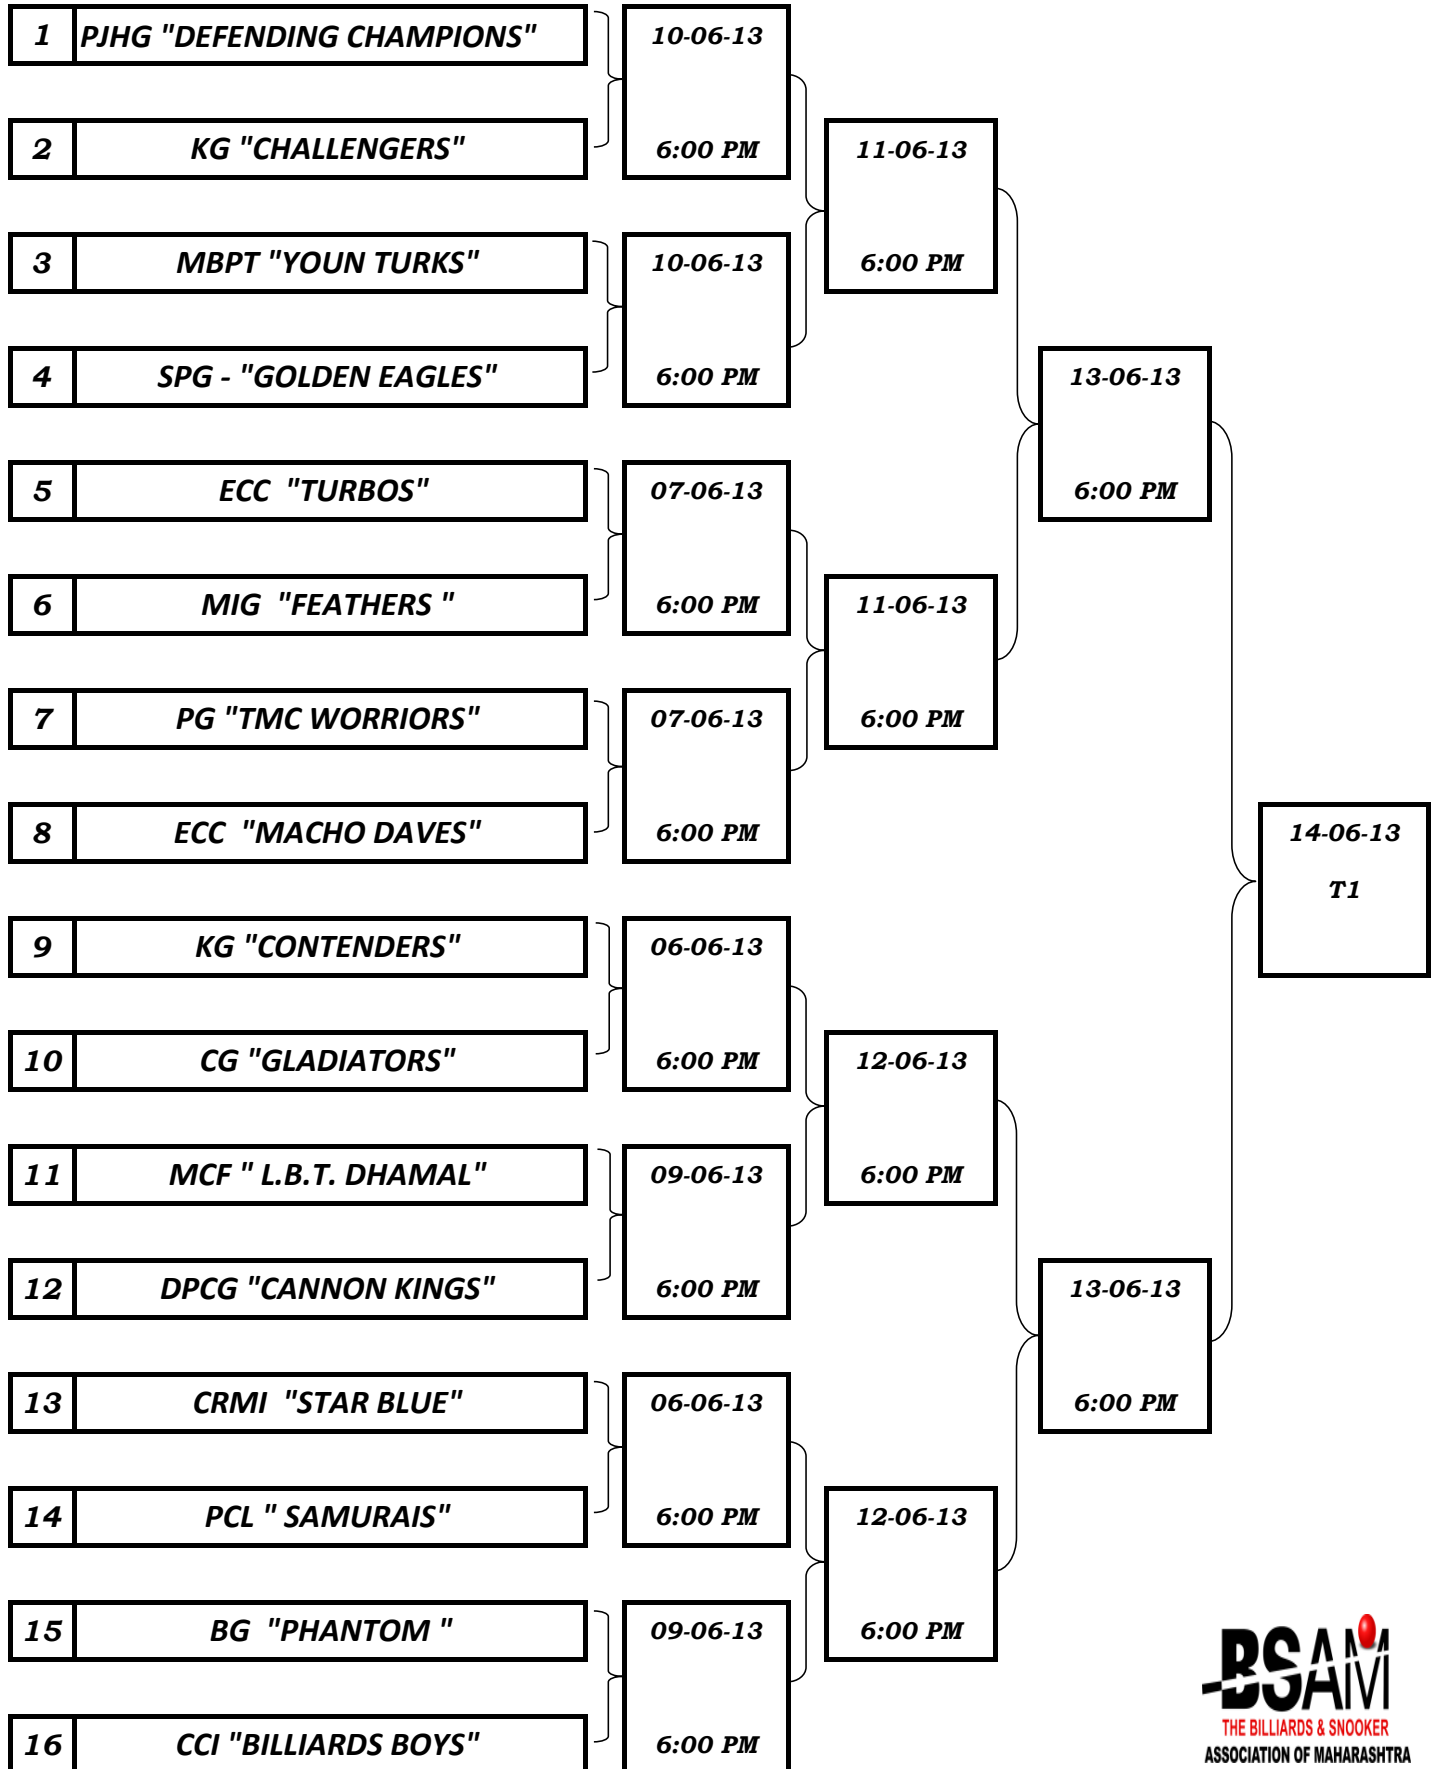 1 PJHG "DEFENDING CHAMPIONS" 10-06-13
2 KG "CHALLENGERS" 6:00 PM 11-06-13
3 MBPT "YOUN TURKS" 10-06-13 6:00 PM
4 SPG - "GOLDEN EAGLES" 6:00 PM 13-06-13
5 ECC "TURBOS" 07-06-13 6:00 PM
6 MIG "FEATHERS " 6:00 PM 11-06-13
7 PG "TMC WORRIORS" 07-06-13 6:00 PM
8 ECC "MACHO DAVES" 6:00 PM 14-06-13
T1
9 KG "CONTENDERS" 06-06-13
10 CG "GLADIATORS" 6:00 PM 12-06-13
11 MCF " L.B.T. DHAMAL" 09-06-13 6:00 PM
12 DPCG "CANNON KINGS" 6:00 PM 13-06-13
13 CRMI "STAR BLUE" 06-06-13 6:00 PM
14 PCL " SAMURAIS" 6:00 PM 12-06-13
15 BG "PHANTOM " 09-06-13 6:00 PM
16 CCI "BILLIARDS BOYS" 6:00 PM
BSAM
THE BILLIARDS & SNOOKER
ASSOCIATION OF MAHARASHTRA